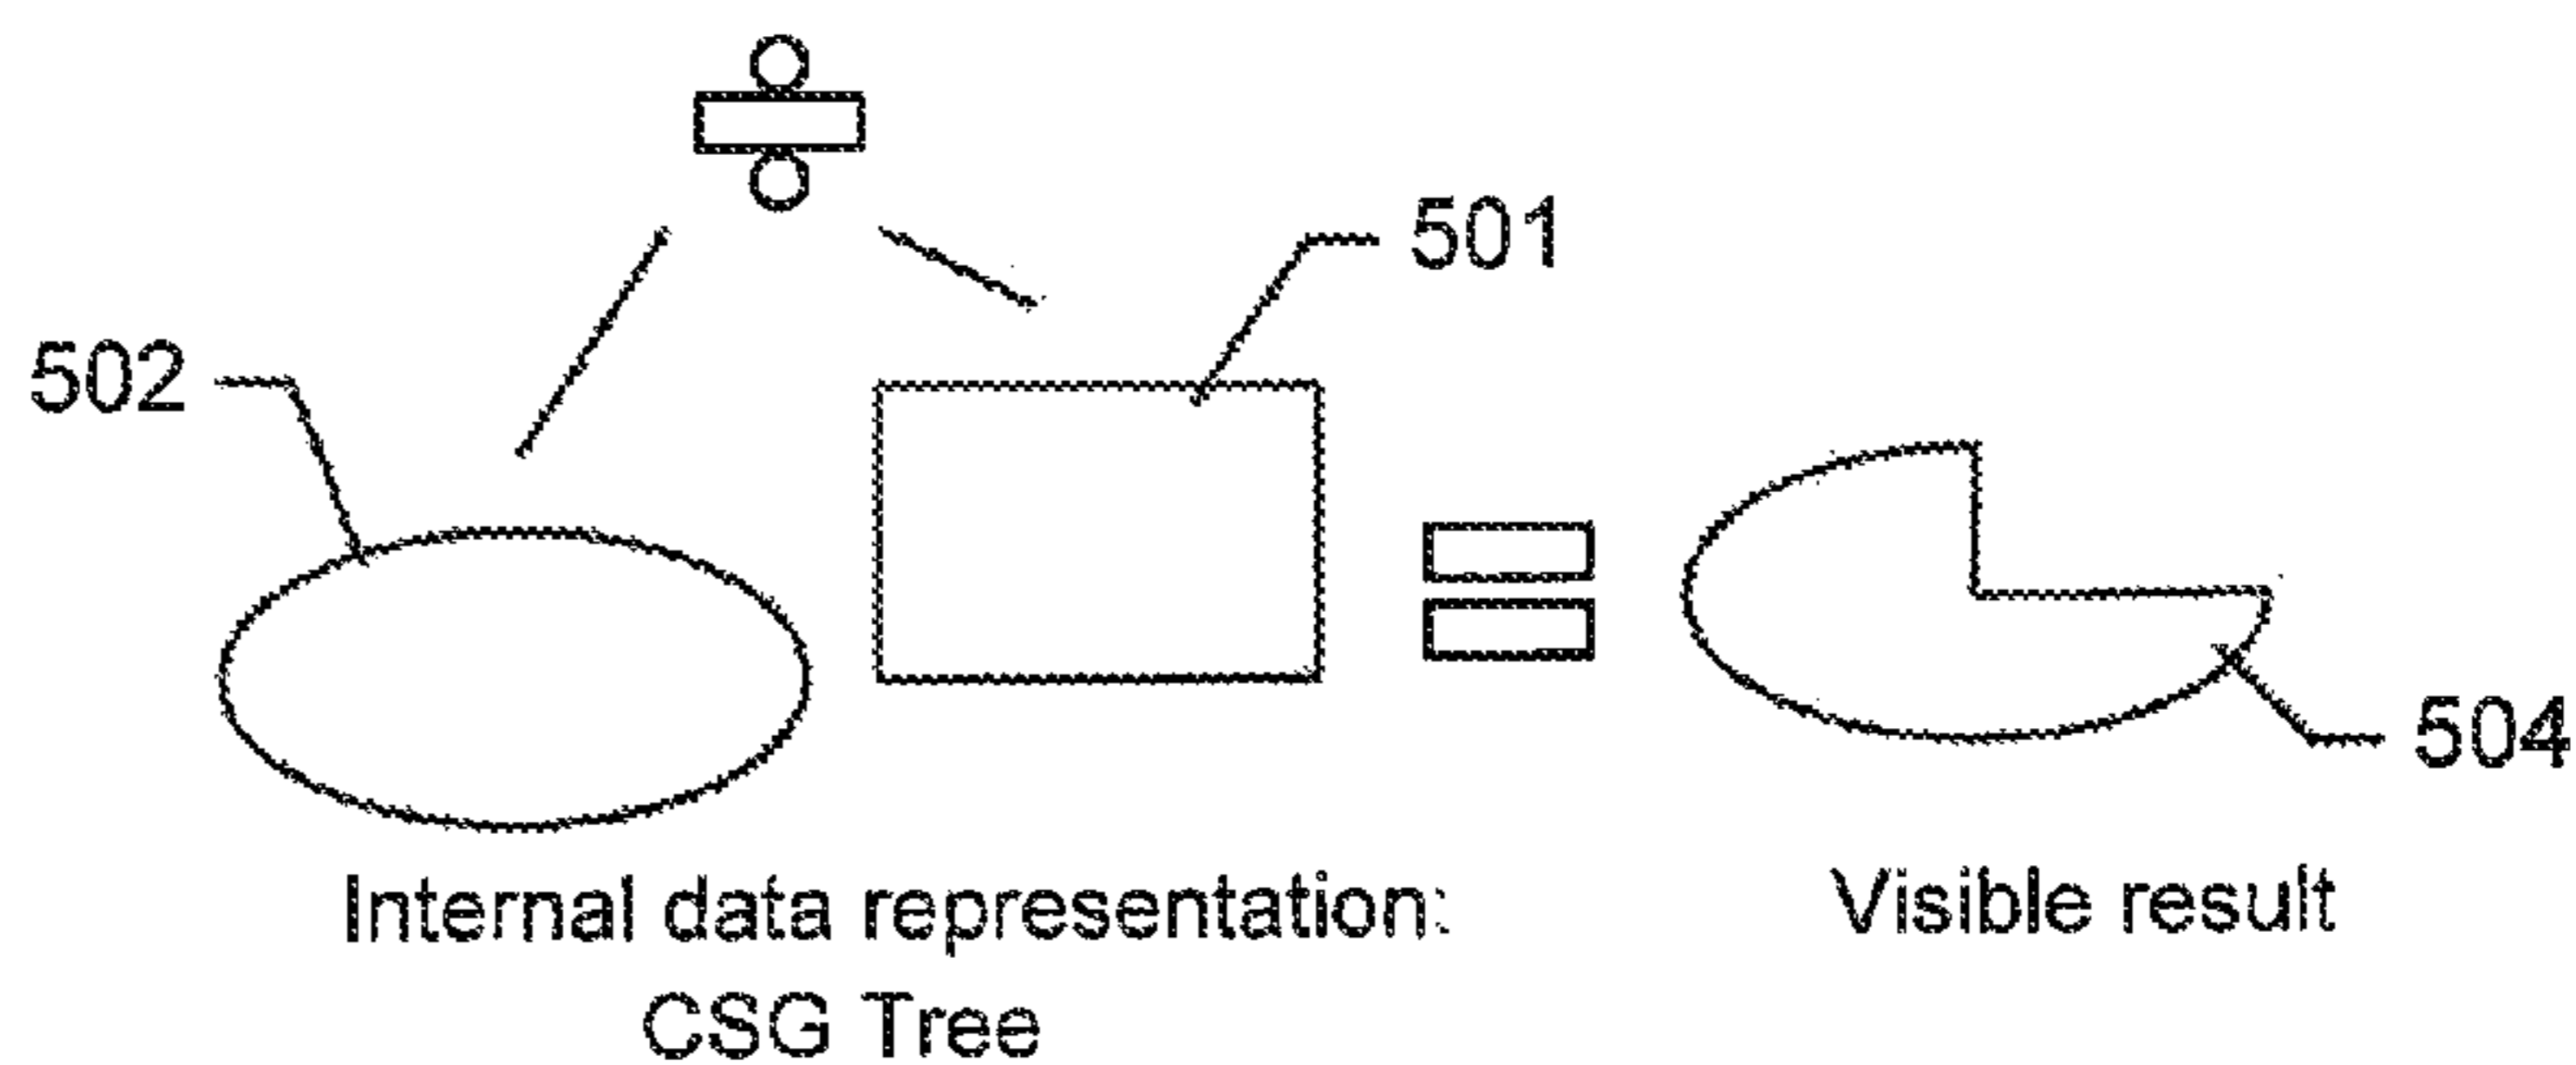 501
502
504
Internal data representation:
CSG Tree
Visible result